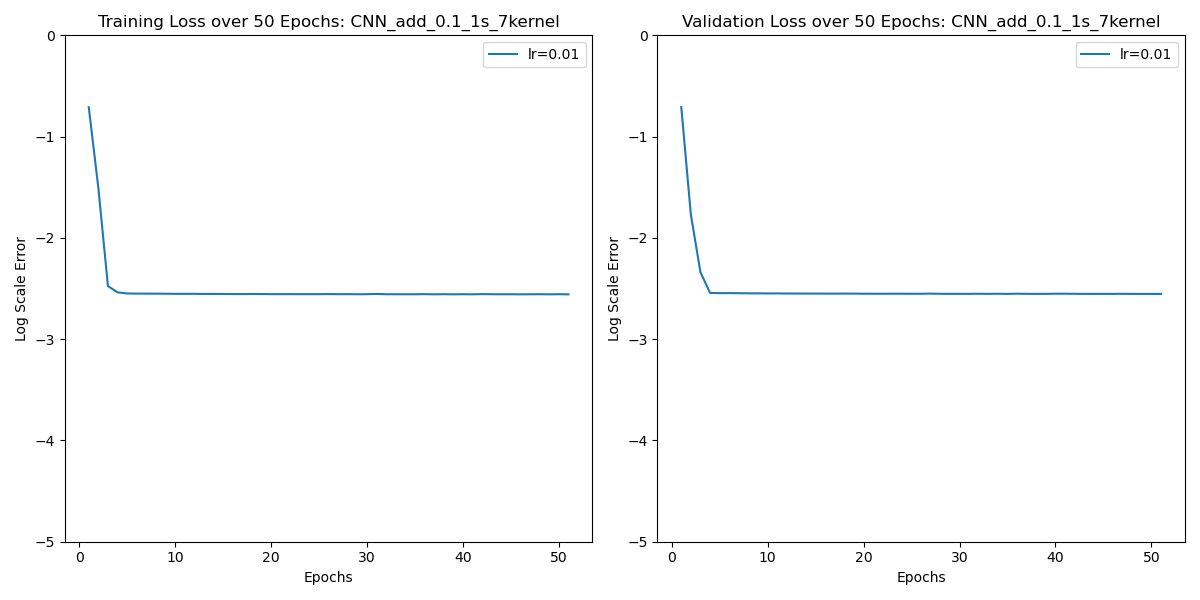 Training Loss over 50 Epochs: CNN_add_0.1_1s_7kernel
lr=0.01
0
−1
−2
−3
−4
−5
Log Scale Error
0 10 20 30 40 50
Epochs
Validation Loss over 50 Epochs: CNN_add_0.1_1s_7kernel
lr=0.01
0
−1
−2
−3
−4
−5
Log Scale Error
0 10 20 30 40 50
Epochs